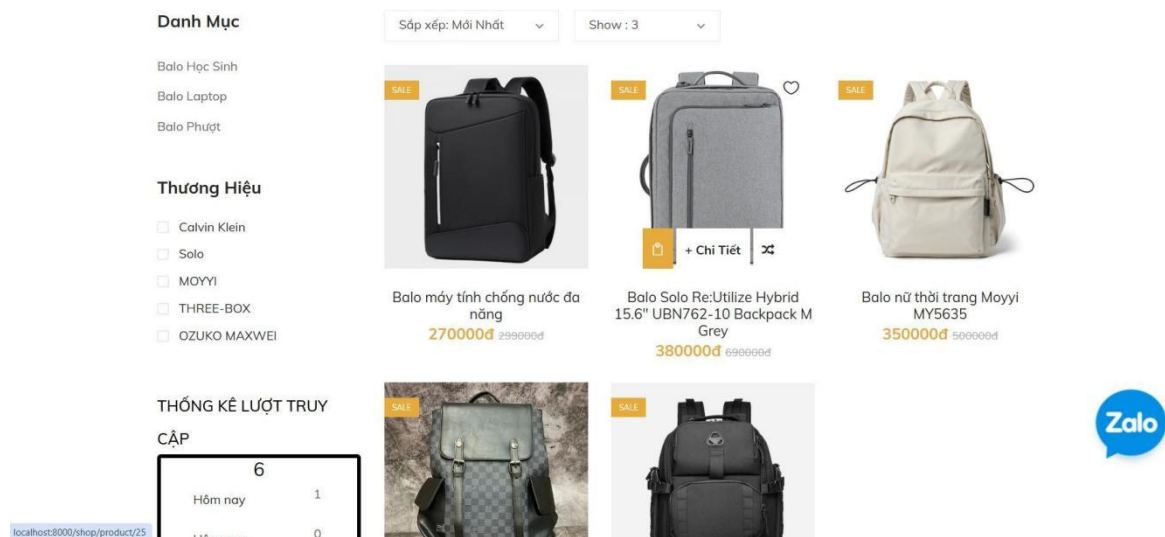 Danh Mục
Sắp xếp: Mới Nhất
Show : 3
Balo Học Sinh
Balo Laptop
Balo Phượt
Thương Hiệu
Calvin Klein
Solo
MOYYI
THREE-BOX
OZUKO MAXWEI
SALE
SALE
SALE
+ Chi Tiết
Balo máy tính chống nước đa
năng
270000đ 299000đ
Balo Solo Re:Utilize Hybrid
15.6" UBN762-10 Backpack M
Grey
380000đ 690000đ
Balo nữ thời trang Moyyi
MY5635
350000đ 500000đ
THỐNG KÊ LƯỢT TRUY
CẬP
6
Hôm nay 1
0
SALE
SALE
Zalo
localhost:8000/shop/product/25